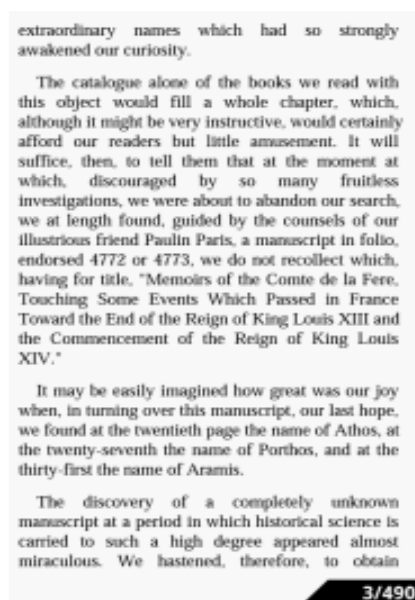 extraordinary names which had so strongly
awakened our curiosity.
The catalogue alone of the books we read with
this object would fill a whole chapter, which,
although it might be very instructive, would certainly
afford our readers but little amusement. It will
suffice, then, to tell them that at the moment at
which, discouraged by so many fruitless
investigations, we were about to abandon our search,
we at length found, guided by the counsels of our
illustrious friend Paulin Paris, a manuscript in folio,
endorsed 4772 or 4773, we do not recollect which,
having for title, "Memoirs of the Comte de la Fere,
Touching Some Events Which Passed in France
Toward the End of the Reign of King Louis XIII and
the Commencement of the Reign of King Louis
XIV."
It may be easily imagined how great was our joy
when, in turning over this manuscript, our last hope,
we found at the twentieth page the name of Athos, at
the twenty-seventh the name of Porthos, and at the
thirty-first the name of Aramis.
The discovery of a completely unknown
manuscript at a period in which historical science is
carried to such a high degree appeared almost
miraculous. We hastened, therefore, to obtain
3/490